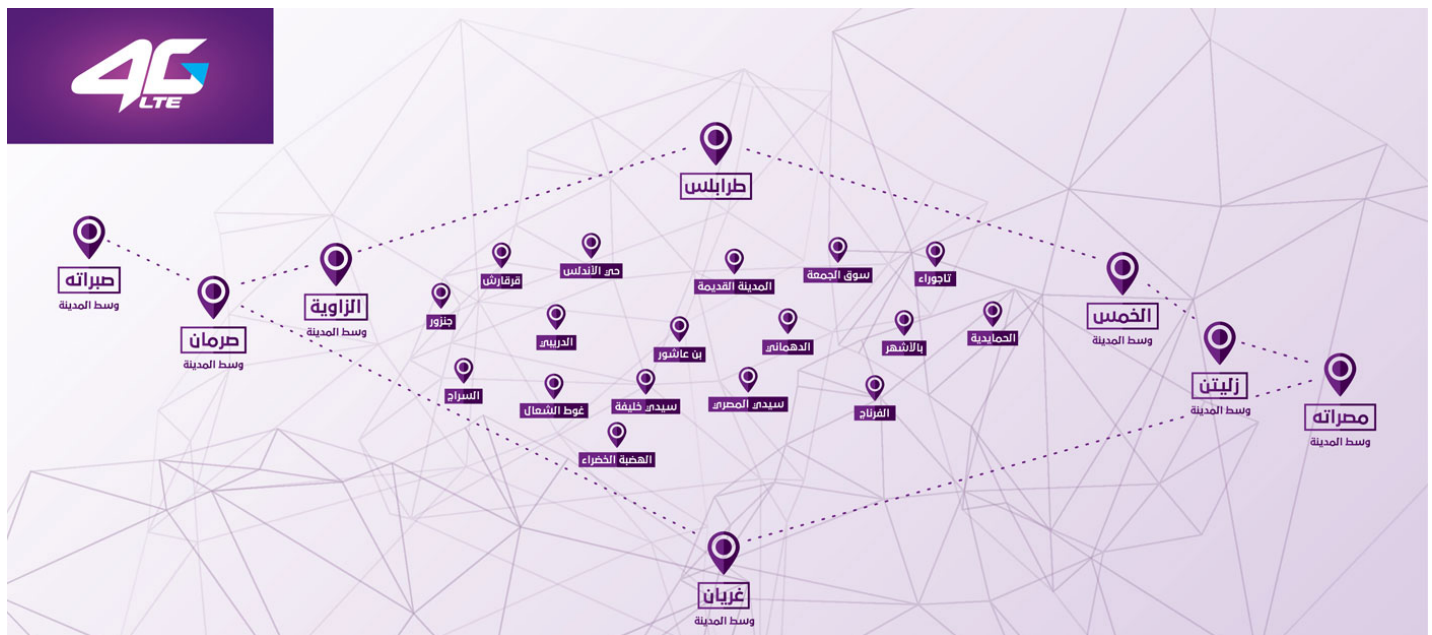 4G
LTE
طرابلس
صبراته
وسط المدينة
صرمان
وسط المدينة
الزاوية
وسط المدينة
قرقارش
حي الأندلس
المدينة القديمة
سوق الجمعة
تاجوراء
جنزور
الدريبي
بن عاشور
الدهماني
بالأشهر
الحمايدية
السراج
غوط الشعال
سيدي خليفة
سيدي المصري
الفرناج
الهضبة الخضراء
الخمس
وسط المدينة
زليتن
وسط المدينة
مصراته
وسط المدينة
غريان
وسط المدينة